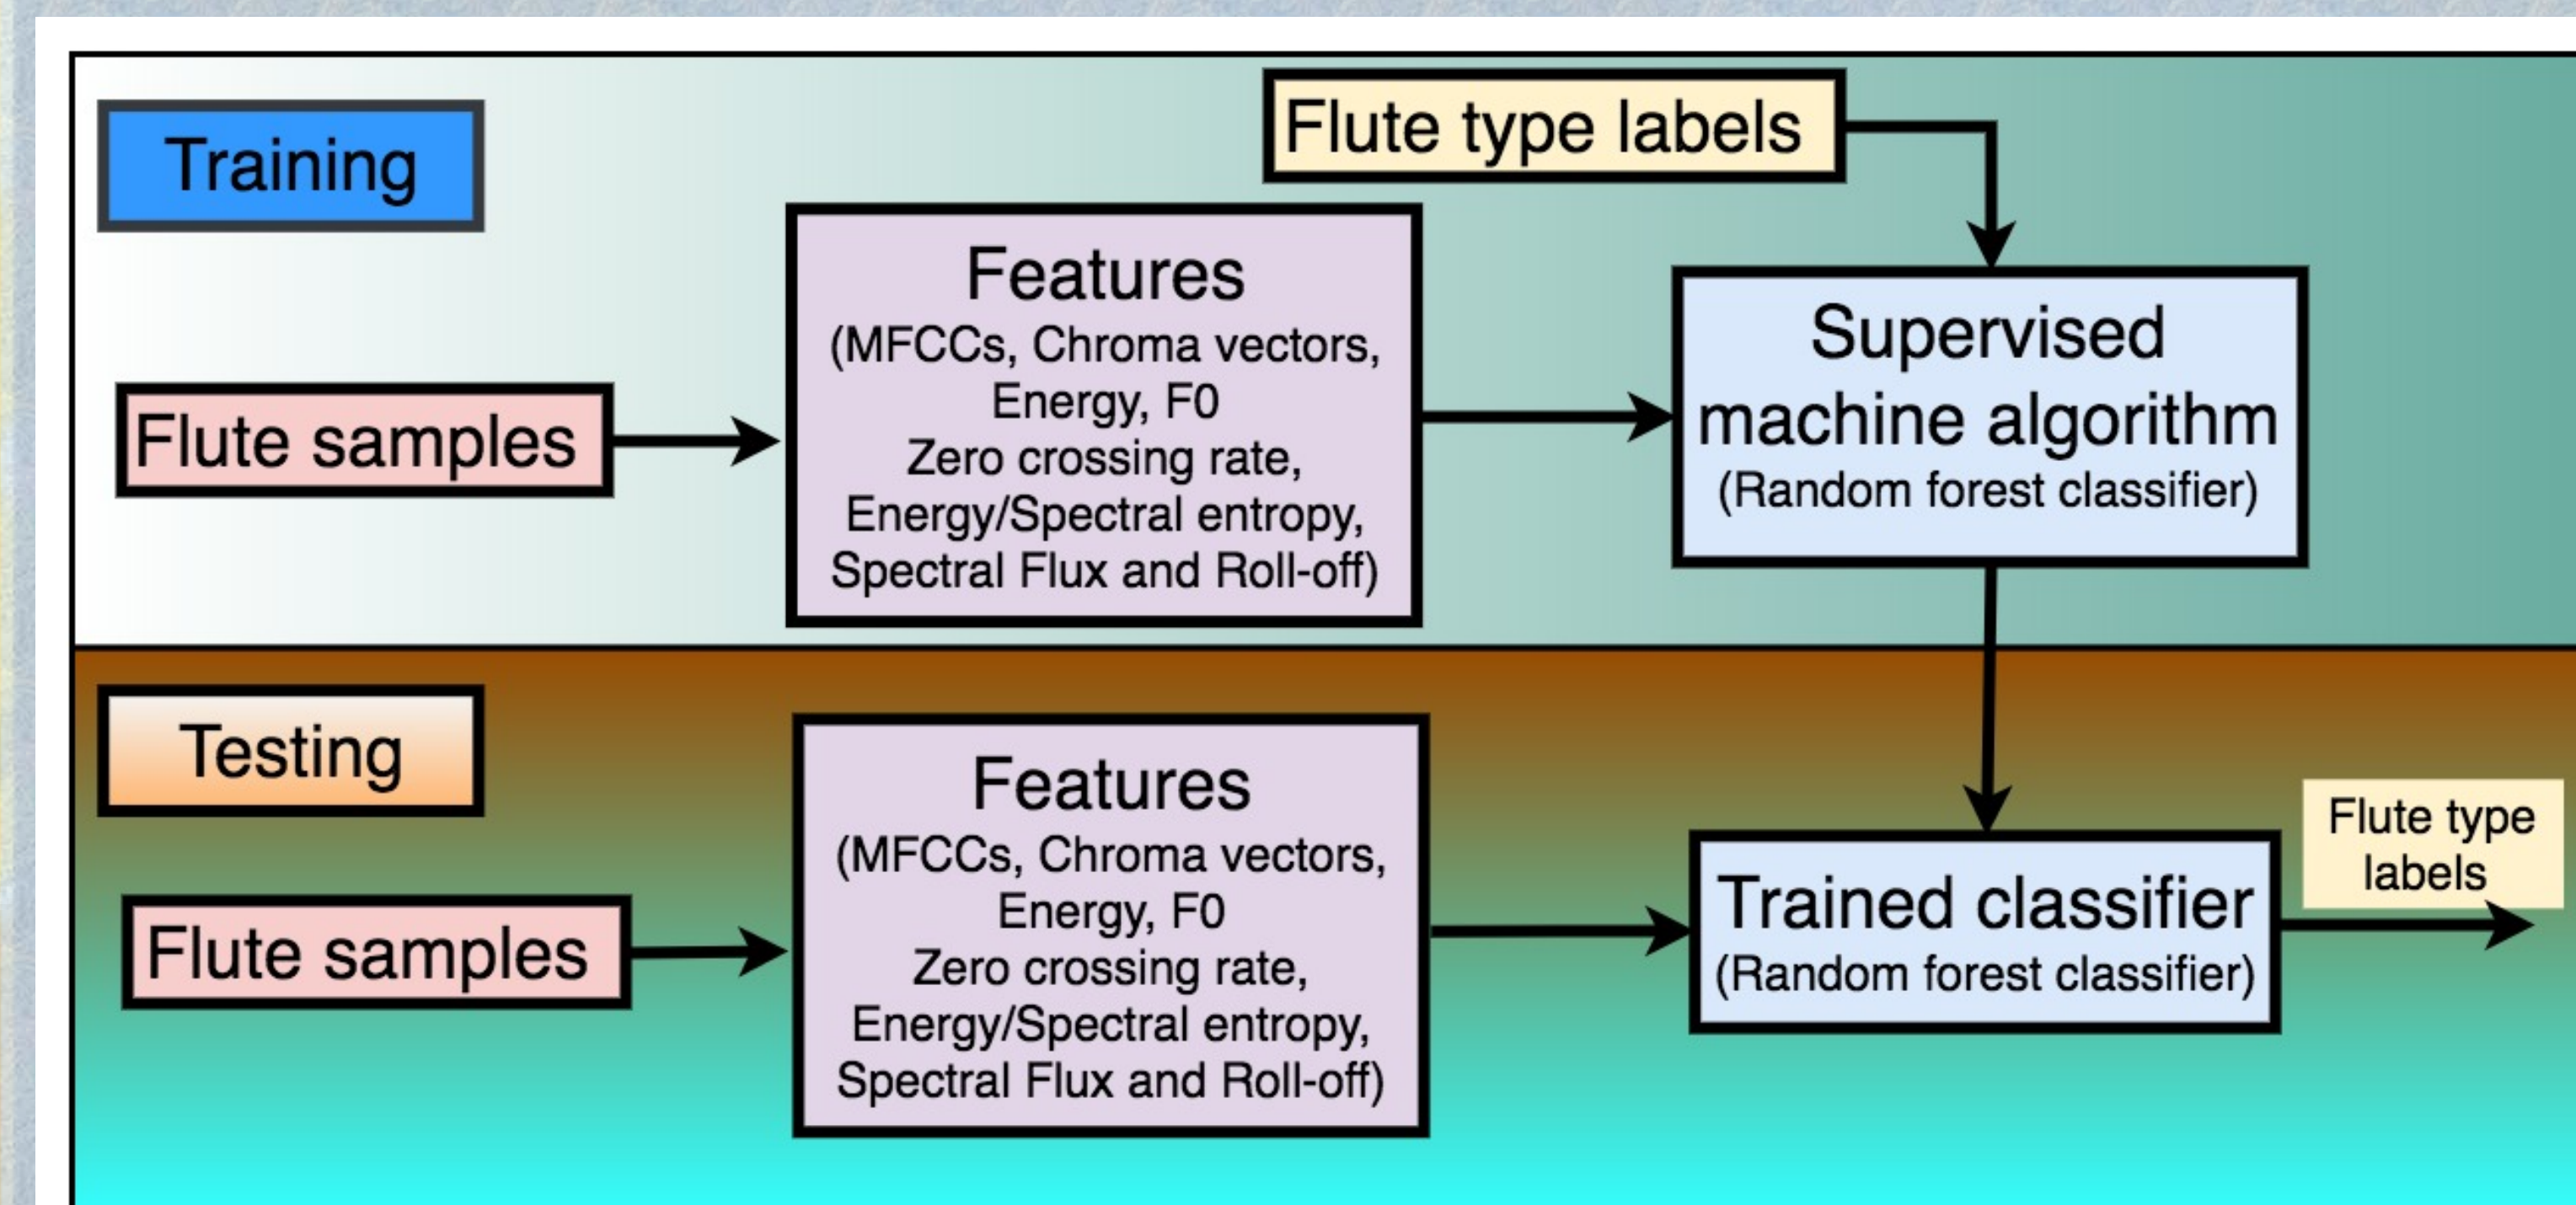 Training
Flute type labels
Flute samples
Features
(MFCCs, Chroma vectors,
Energy, F0
Zero crossing rate,
Energy/Spectral entropy,
Spectral Flux and Roll-off)
Supervised
machine algorithm
(Random forest classifier)
Testing
Flute samples
Features
(MFCCs, Chroma vectors,
Energy, F0
Zero crossing rate,
Energy/Spectral entropy,
Spectral Flux and Roll-off)
Trained classifier
(Random forest classifier)
Flute type
labels